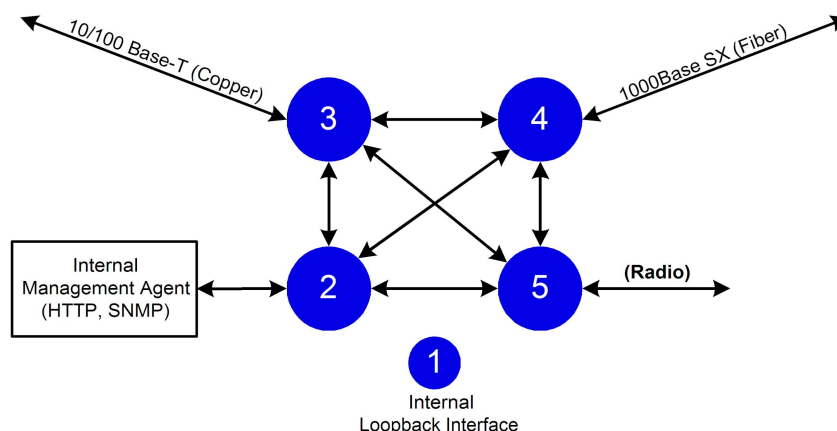 10/100 Base-T (Copper)
1000Base SX (Fiber)
3
4
Internal
Management Agent
(HTTP, SNMP)
2
5
(Radio)
1
Internal
Loopback Interface